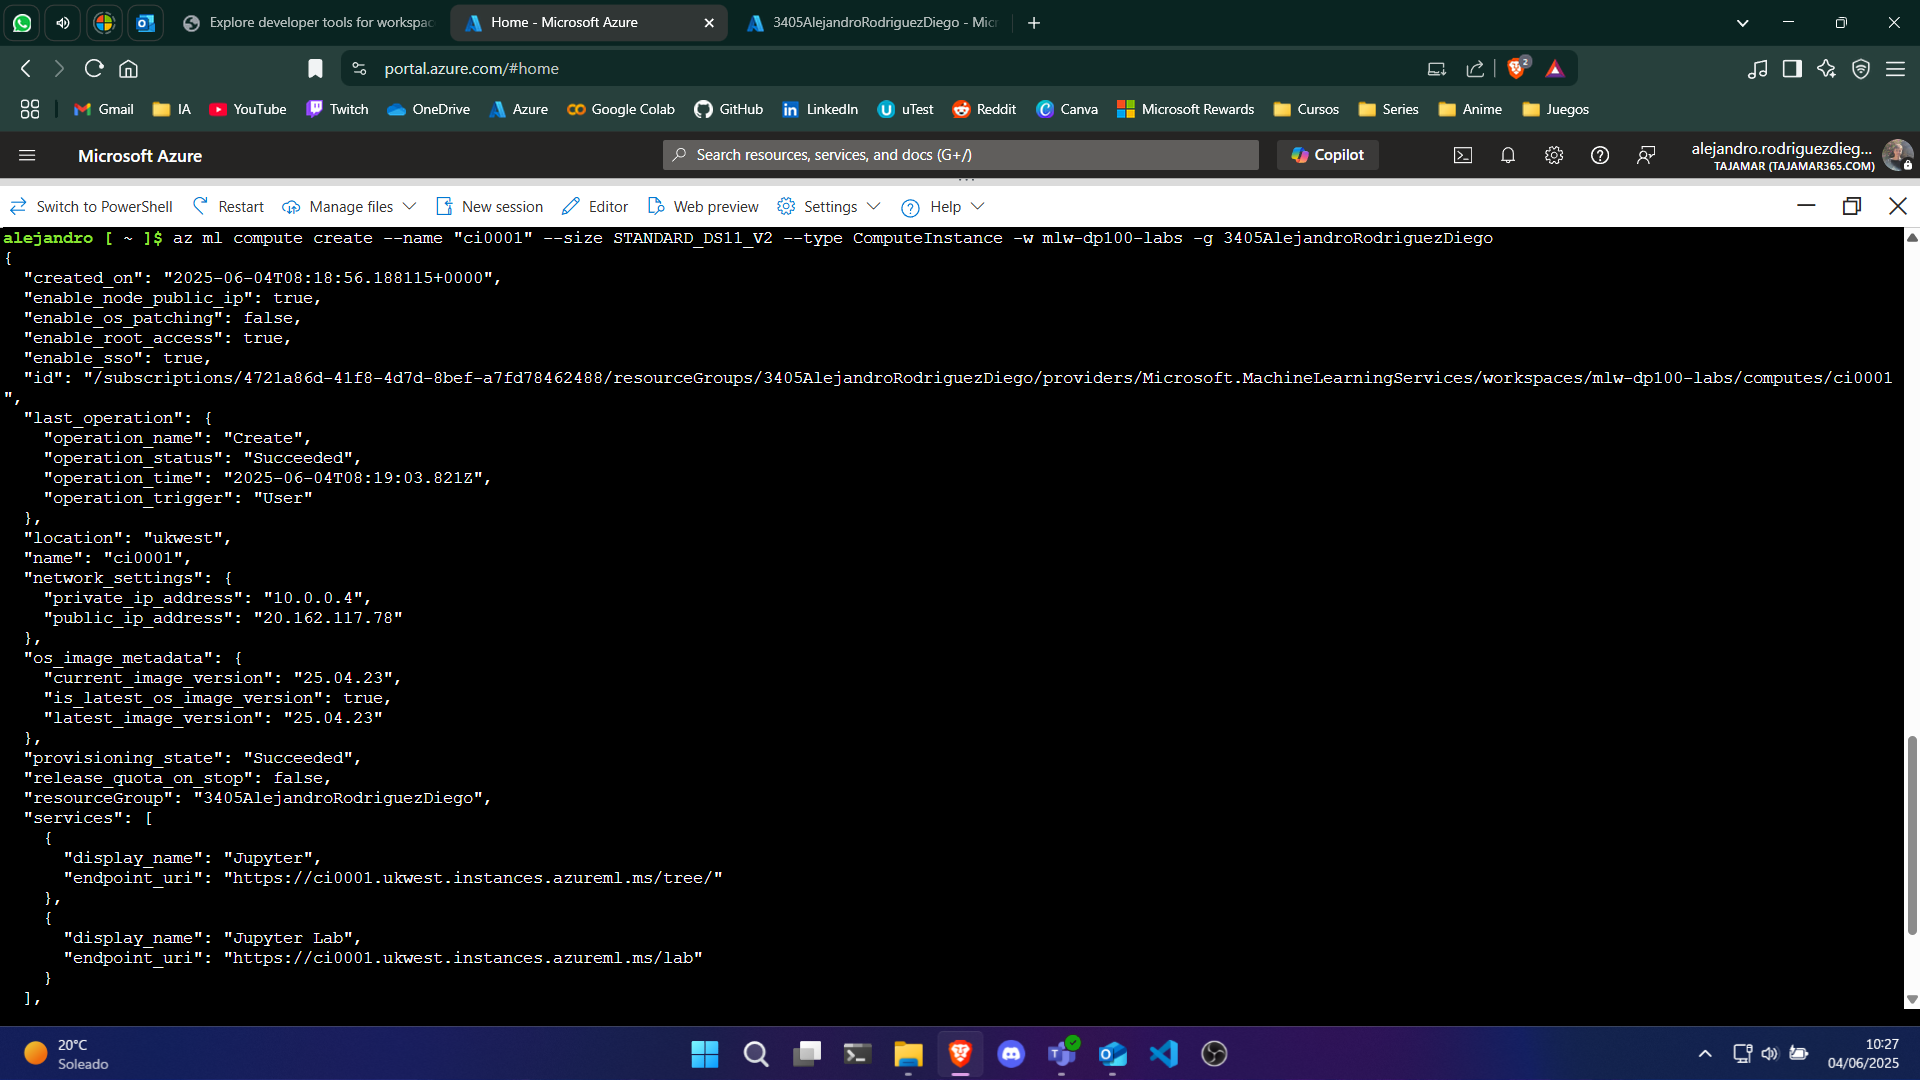 Explore developer tools for workspac
Home - Microsoft Azure
3405AlejandroRodriguezDiego - Micr
portal.azure.com/#home
2
Gmail
IA
YouTube
Twitch
OneDrive
Azure
Google Colab
GitHub
LinkedIn
uTest
Reddit
Canva
Microsoft Rewards
Cursos
Series
Anime
Juegos
Microsoft Azure
Search resources, services, and docs (G+/)
Copilot
alejandro.rodriguezdieg...
TAJAMAR (TAJAMAR365.COM)
Switch to PowerShell
Restart
Manage files
New session
Editor
Web preview
Settings
Help
alejandro [ ~ ]$ az ml compute create --name "ci0001" --size STANDARD_DS11_V2 --type ComputeInstance -w mlw-dp100-labs -g 3405AlejandroRodriguezDiego
{
  "created_on": "2025-06-04T08:18:56.188115+0000",
  "enable_node_public_ip": true,
  "enable_os_patching": false,
  "enable_root_access": true,
  "enable_sso": true,
  "id": "/subscriptions/4721a86d-41f8-4d7d-8bef-a7fd78462488/resourceGroups/3405AlejandroRodriguezDiego/providers/Microsoft.MachineLearningServices/workspaces/mlw-dp100-labs/computes/ci0001
",
  "last_operation": {
    "operation_name": "Create",
    "operation_status": "Succeeded",
    "operation_time": "2025-06-04T08:19:03.821Z",
    "operation_trigger": "User"
  },
  "location": "ukwest",
  "name": "ci0001",
  "network_settings": {
    "private_ip_address": "10.0.0.4",
    "public_ip_address": "20.162.117.78"
  },
  "os_image_metadata": {
    "current_image_version": "25.04.23",
    "is_latest_os_image_version": true,
    "latest_image_version": "25.04.23"
  },
  "provisioning_state": "Succeeded",
  "release_quota_on_stop": false,
  "resourceGroup": "3405AlejandroRodriguezDiego",
  "services": [
    {
      "display_name": "Jupyter",
      "endpoint_uri": "https://ci0001.ukwest.instances.azureml.ms/tree/"
    },
    {
      "display_name": "Jupyter Lab",
      "endpoint_uri": "https://ci0001.ukwest.instances.azureml.ms/lab"
    }
  ],
20°C
Soleado
10:27
04/06/2025